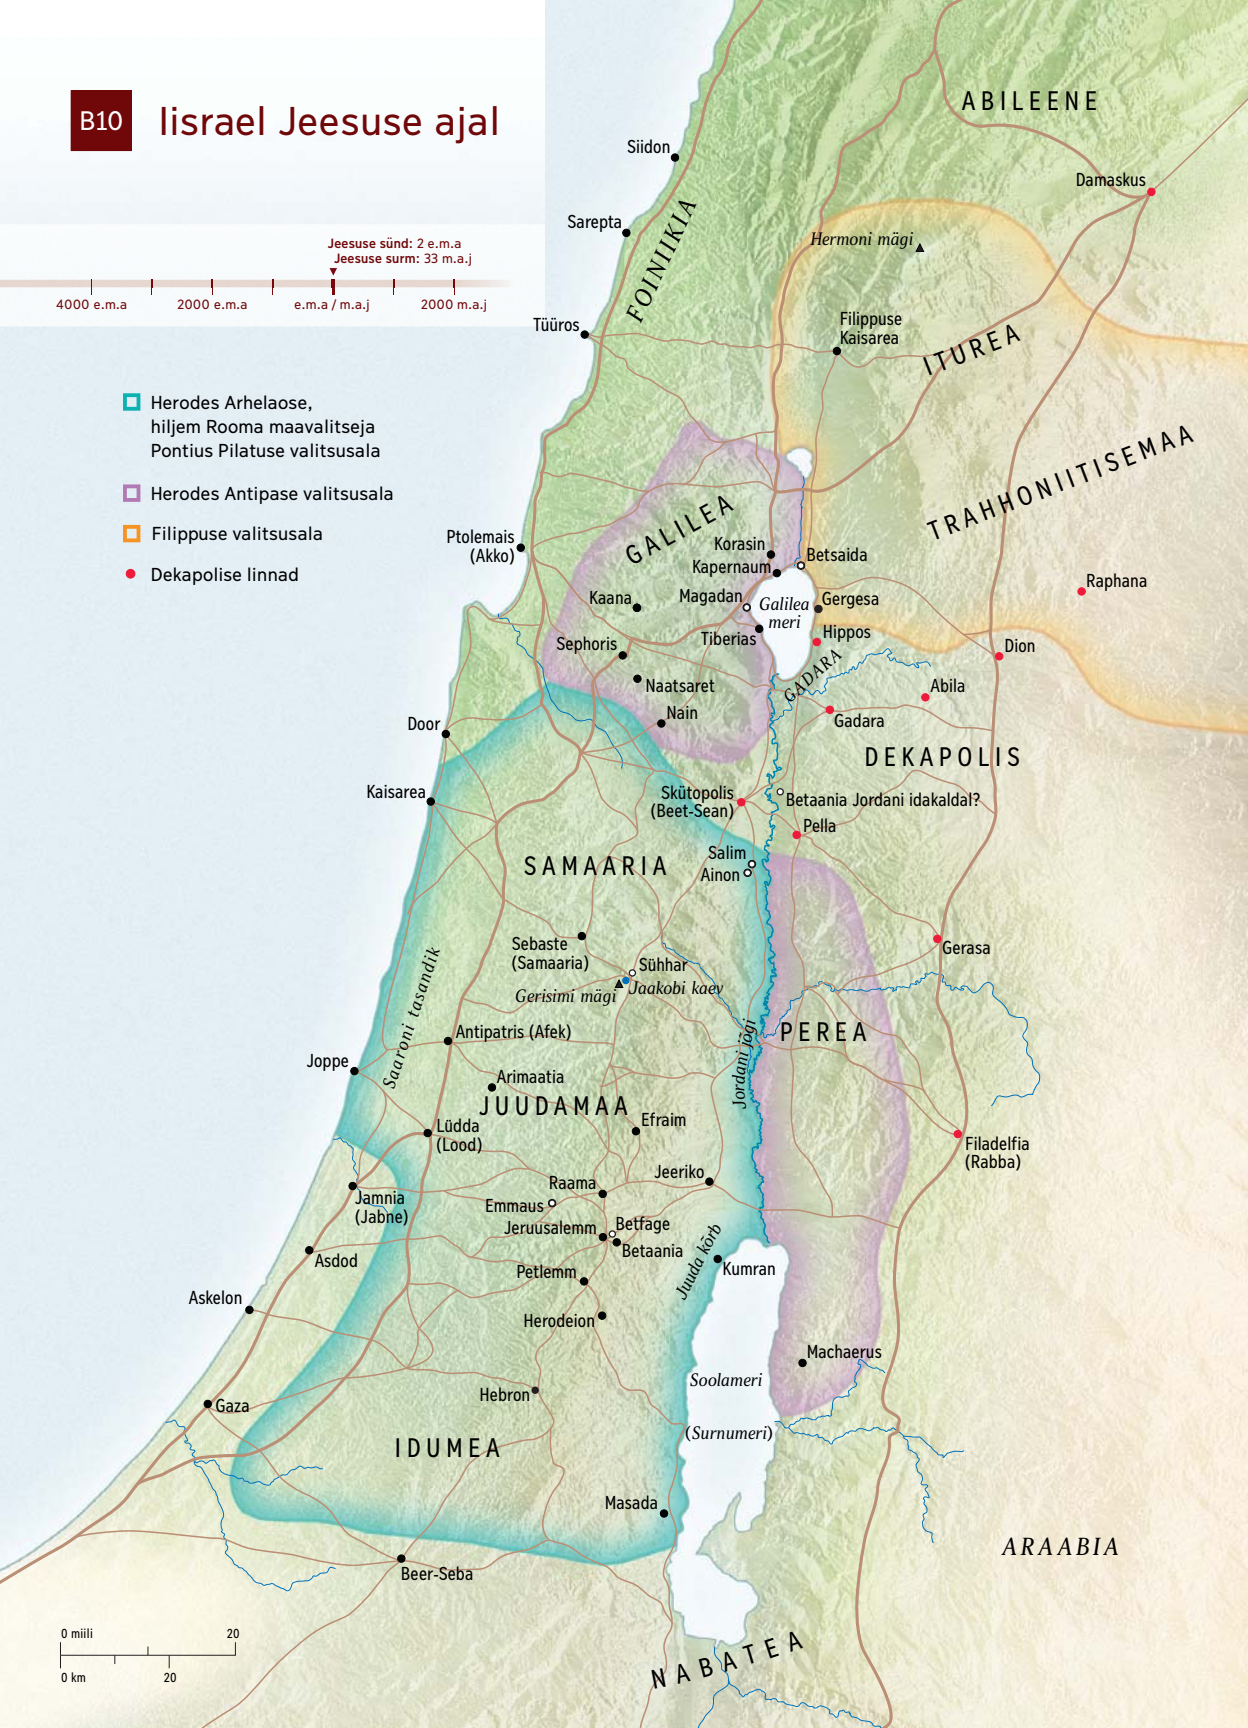 B10
Iisrael Jeesuse ajal
Jeesuse sünd: 2 e.m.a
Jeesuse surm: 33 m.a.j
4000 e.m.a
2000 e.m.a
e.m.a / m.a.j
2000 m.a.j
Herodes Arhelaose,
hiljem Rooma maavalitseja
Pontius Pilatuse valitsusala
Herodes Antipase valitsusala
Filippuse valitsusala
Dekapolise linnad
ABILEENE
Siidon
Damaskus
Sarepta
FOINIIKIA
Hermoni mägi
Tüüros
Filippuse
Kaisarea
ITUREA
TRAHHONIITISEMAA
GALILEA
Ptolemais
(Akko)
Korasin
Betsaida
Kapernaum
Raphana
Kaana
Magadan
Galilea
meri
Gergesa
Tiberias
Hippos
Sephoris
Dion
GADARA
Naatsaret
Abila
Nain
Gadara
Door
DEKAPOLIS
Kaisarea
Skütopolis
(Beet-Sean)
Betaania Jordani idakaldal?
Pella
Salim
Ainon
SAMAARIA
Sebaste
(Samaaria)
Gerasa
Sühhar
Jaakobi kaev
Gerisimi mägi
Saaroni tasandik
Antipatris (Afek)
PEREA
Jordani jõgi
Joppe
Arimaatia
JUUDAMAA
Efraim
Lüdda
(Lood)
Filadelfia
(Rabba)
Jeeriko
Raama
Jamnia
(Jabne)
Emmaus
Jeruusalemm
Betfage
Betaania
Asdod
Juuda kõrb
Kumran
Petlemm
Askelon
Herodeion
Machaerus
Soolameri
(Surnumeri)
Hebron
Gaza
IDUMEA
Masada
ARAABIA
Beer-Seba
NABATEA
0 miili
20
0 km
20